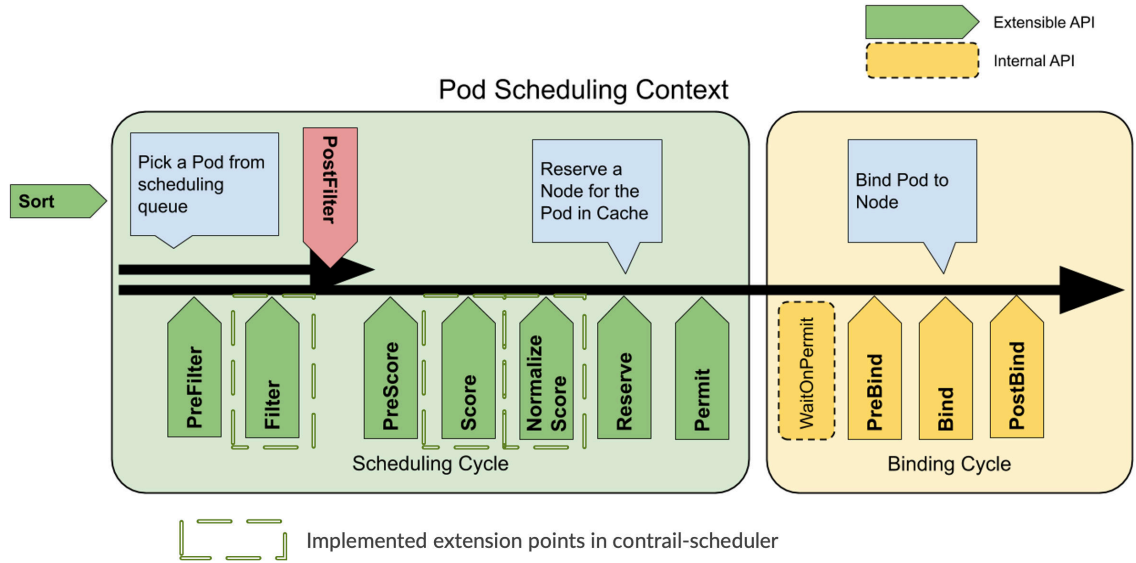 Extensible API
Internal API
Pod Scheduling Context
Sort
Pick a Pod from
scheduling
queue
PostFilter
Reserve a
Node for the
Pod in Cache
Bind Pod to
Node
PreFilter
Filter
PreScore
Score
Normalize
Score
Reserve
Permit
WaitOnPermit
PreBind
Bind
PostBind
Scheduling Cycle
Binding Cycle
Implemented extension points in contrail-scheduler